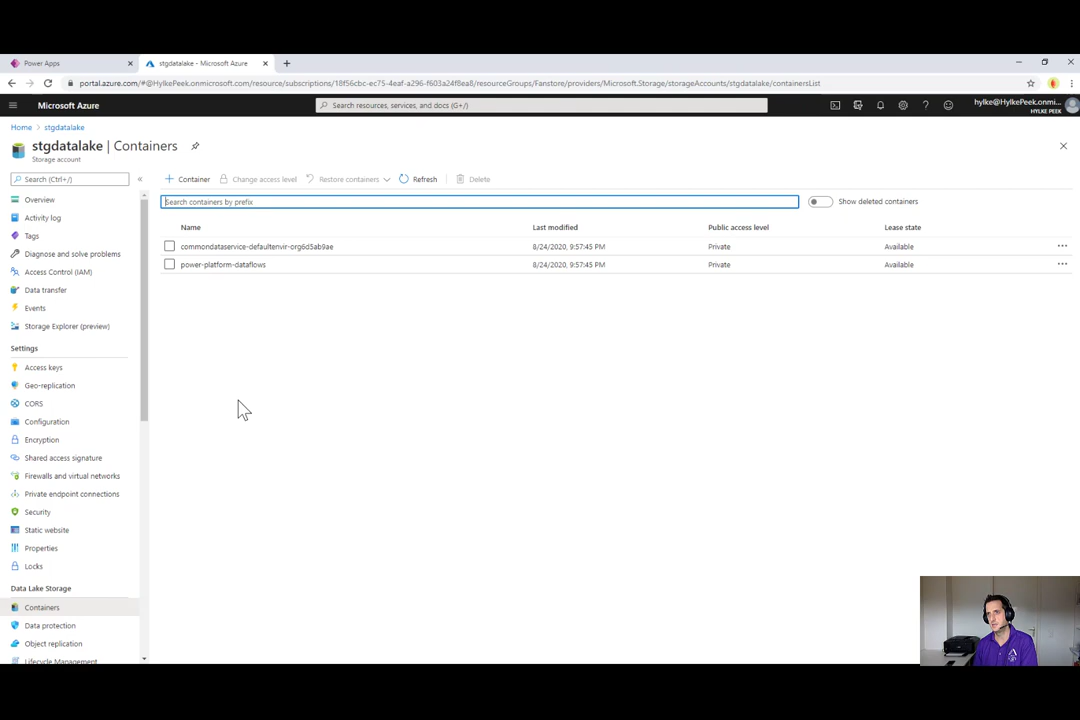 Power Apps
stgdatalake - Microsoft Azure
portal.azure.com/#@HylkePeek.onmicrosoft.com/resource/subscriptions/18f56cbc-ec75-4eaf-a296-f603a24f8ea8/resourceGroups/Fanstore/providers/Microsoft.Storage/storageAccounts/stgdatalake/containersList
Microsoft Azure
Search resources, services, and docs (G+/)
hylke@HylkePeek.onmi...
HYLKE PEEK
Home > stgdatalake
stgdatalake | Containers
Storage account
Search (Ctrl+/)
Container
Change access level
Restore containers
Refresh
Delete
Search containers by prefix
Show deleted containers
Name
Last modified
Public access level
Lease state
commondataservice-defaultenvir-org6d5ab9ae
8/24/2020, 9:57:45 PM
Private
Available
power-platform-dataflows
8/24/2020, 9:57:45 PM
Private
Available
Overview
Activity log
Tags
Diagnose and solve problems
Access Control (IAM)
Data transfer
Events
Storage Explorer (preview)
Settings
Access keys
Geo-replication
CORS
Configuration
Encryption
Shared access signature
Firewalls and virtual networks
Private endpoint connections
Security
Static website
Properties
Locks
Data Lake Storage
Containers
Data protection
Object replication
Lifecycle Management